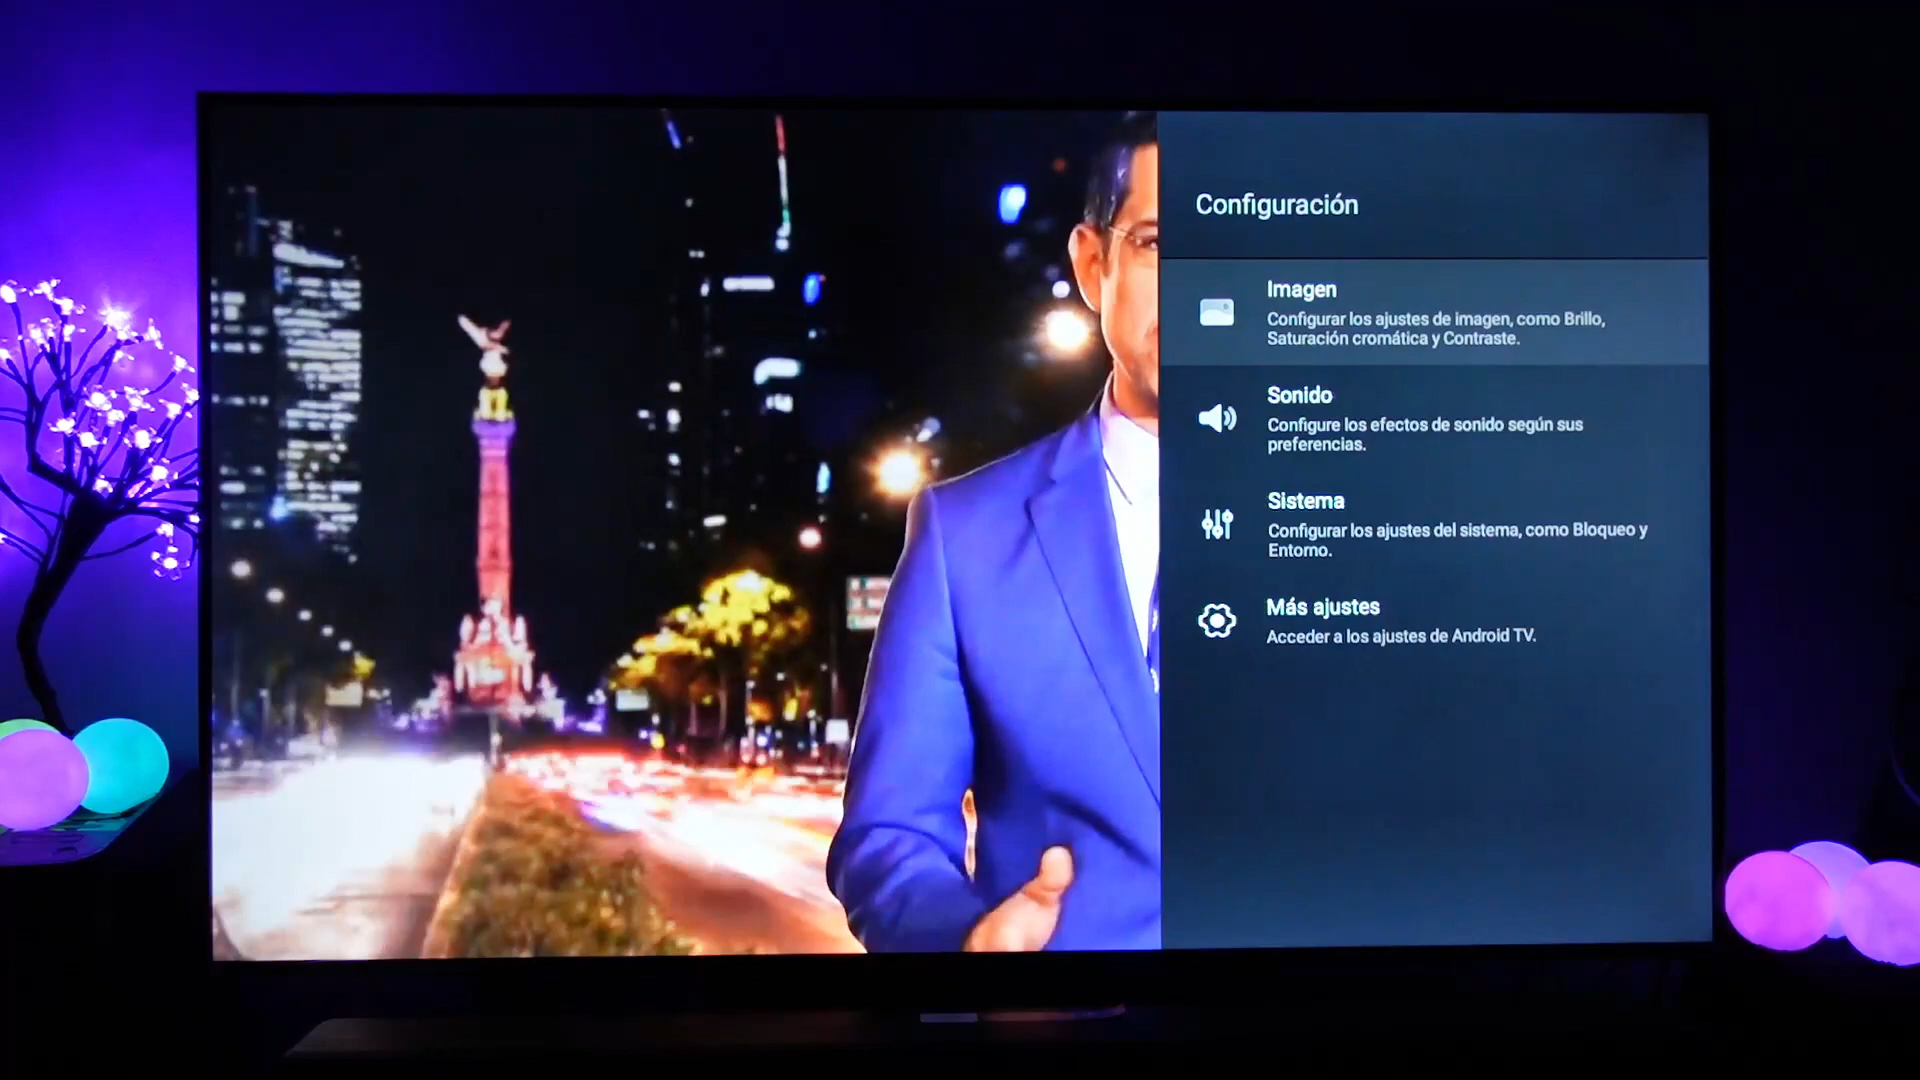 Configuración
Imagen
Configurar los ajustes de imagen, como Brillo,
Saturación cromática y Contraste.
Sonido
Configure los efectos de sonido según sus
preferencias.
Sistema
Configurar los ajustes del sistema, como Bloqueo y
Entorno.
Más ajustes
Acceder a los ajustes de Android TV.